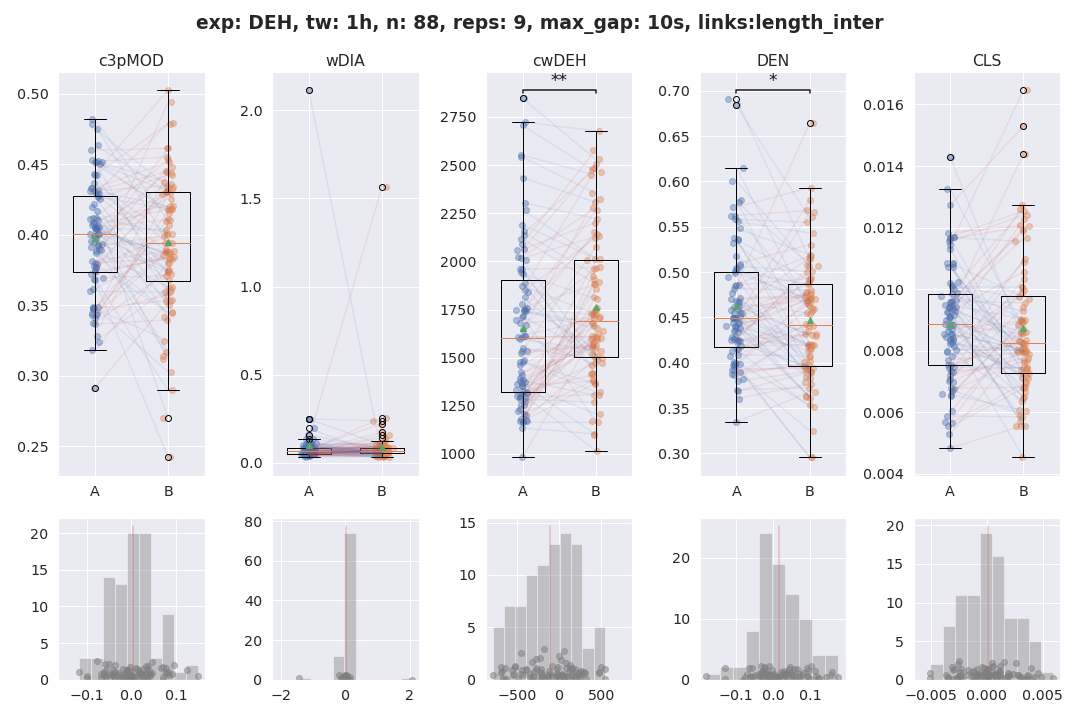 exp: DEH, tw: 1h, n: 88, reps: 9, max_gap: 10s, links:length_inter
c3pMOD wDIA cwDEH DEN CLS
** *
0.50 0.45 0.40 0.35 0.30 0.25
A B
2.0 1.5 1.0 0.5 0.0
A B
2750 2500 2250 2000 1750 1500 1250 1000
A B
0.70 0.65 0.60 0.55 0.50 0.45 0.40 0.35 0.30
A B
0.016 0.014 0.012 0.010 0.008 0.006 0.004
A B
20 15 10 5 0
−0.1 0.0 0.1
80 60 40 20 0
−2 0 2
15 10 5 0
−500 0 500
20 10 0
−0.1 0.0 0.1
20 15 10 5 0
−0.005 0.000 0.005